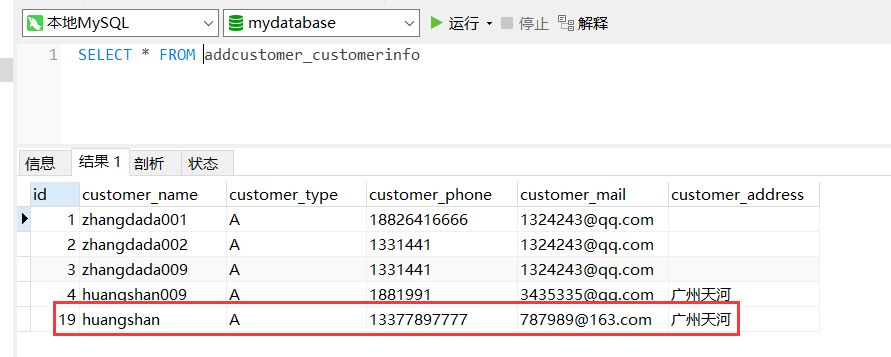 本地MySQL mydatabase 运行 停止 解释
1 SELECT * FROM addcustomer_customerinfo
信息 结果 1 剖析 状态
id customer_name customer_type customer_phone customer_mail customer_address
1 zhangdada001 A 18826416666 1324243@qq.com
2 zhangdada002 A 1331441 1324243@qq.com
3 zhangdada009 A 1331441 1324243@qq.com
4 huangshan009 A 1881991 3435335@qq.com 广州天河
19 huangshan A 13377897777 787989@163.com 广州天河